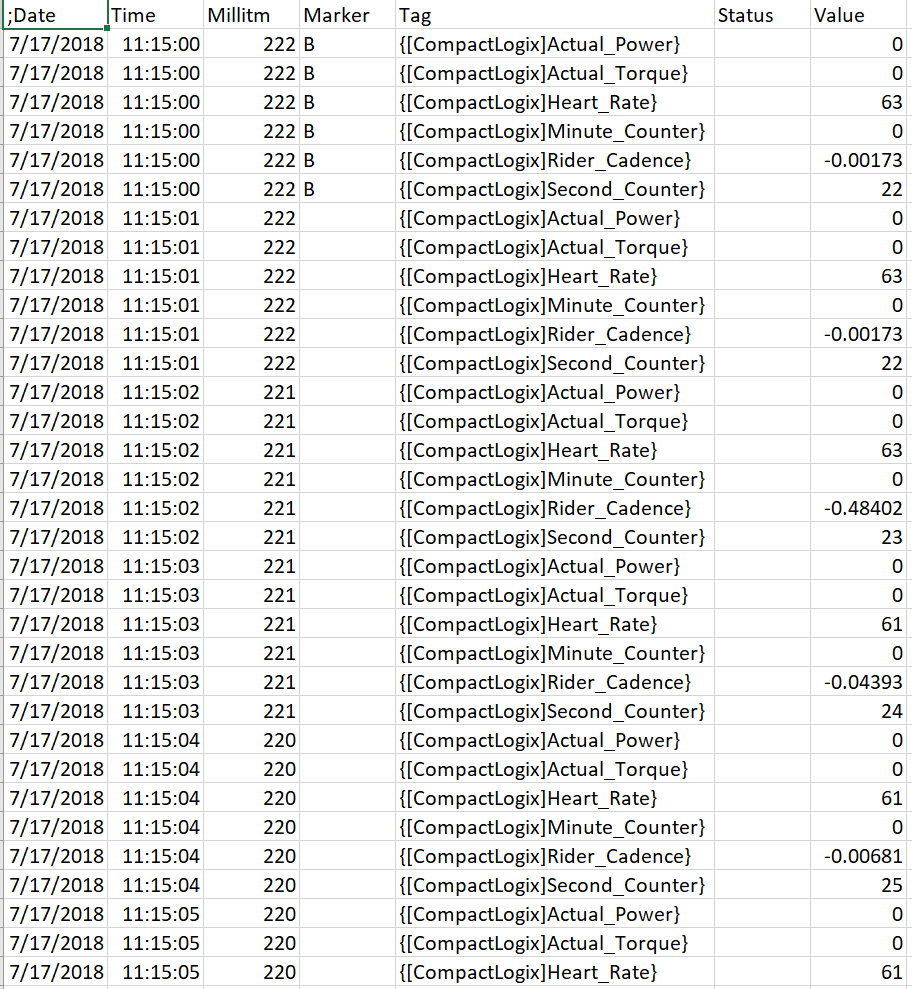 ;Date Time Millitm Marker Tag Status Value
7/17/2018 11:15:00 222 B {[CompactLogix]Actual_Power} 0
7/17/2018 11:15:00 222 B {[CompactLogix]Actual_Torque} 0
7/17/2018 11:15:00 222 B {[CompactLogix]Heart_Rate} 63
7/17/2018 11:15:00 222 B {[CompactLogix]Minute_Counter} 0
7/17/2018 11:15:00 222 B {[CompactLogix]Rider_Cadence} -0.00173
7/17/2018 11:15:00 222 B {[CompactLogix]Second_Counter} 22
7/17/2018 11:15:01 222 {[CompactLogix]Actual_Power} 0
7/17/2018 11:15:01 222 {[CompactLogix]Actual_Torque} 0
7/17/2018 11:15:01 222 {[CompactLogix]Heart_Rate} 63
7/17/2018 11:15:01 222 {[CompactLogix]Minute_Counter} 0
7/17/2018 11:15:01 222 {[CompactLogix]Rider_Cadence} -0.00173
7/17/2018 11:15:01 222 {[CompactLogix]Second_Counter} 22
7/17/2018 11:15:02 221 {[CompactLogix]Actual_Power} 0
7/17/2018 11:15:02 221 {[CompactLogix]Actual_Torque} 0
7/17/2018 11:15:02 221 {[CompactLogix]Heart_Rate} 63
7/17/2018 11:15:02 221 {[CompactLogix]Minute_Counter} 0
7/17/2018 11:15:02 221 {[CompactLogix]Rider_Cadence} -0.48402
7/17/2018 11:15:02 221 {[CompactLogix]Second_Counter} 23
7/17/2018 11:15:03 221 {[CompactLogix]Actual_Power} 0
7/17/2018 11:15:03 221 {[CompactLogix]Actual_Torque} 0
7/17/2018 11:15:03 221 {[CompactLogix]Heart_Rate} 61
7/17/2018 11:15:03 221 {[CompactLogix]Minute_Counter} 0
7/17/2018 11:15:03 221 {[CompactLogix]Rider_Cadence} -0.04393
7/17/2018 11:15:03 221 {[CompactLogix]Second_Counter} 24
7/17/2018 11:15:04 220 {[CompactLogix]Actual_Power} 0
7/17/2018 11:15:04 220 {[CompactLogix]Actual_Torque} 0
7/17/2018 11:15:04 220 {[CompactLogix]Heart_Rate} 61
7/17/2018 11:15:04 220 {[CompactLogix]Minute_Counter} 0
7/17/2018 11:15:04 220 {[CompactLogix]Rider_Cadence} -0.00681
7/17/2018 11:15:04 220 {[CompactLogix]Second_Counter} 25
7/17/2018 11:15:05 220 {[CompactLogix]Actual_Power} 0
7/17/2018 11:15:05 220 {[CompactLogix]Actual_Torque} 0
7/17/2018 11:15:05 220 {[CompactLogix]Heart_Rate} 61